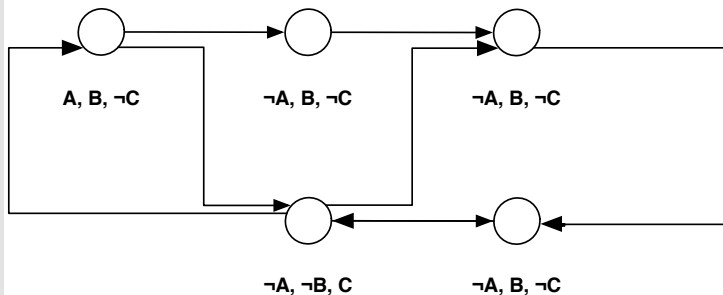 A, B, ¬C
¬A, B, ¬C
¬A, B, ¬C
¬A, ¬B, C
¬A, B, ¬C